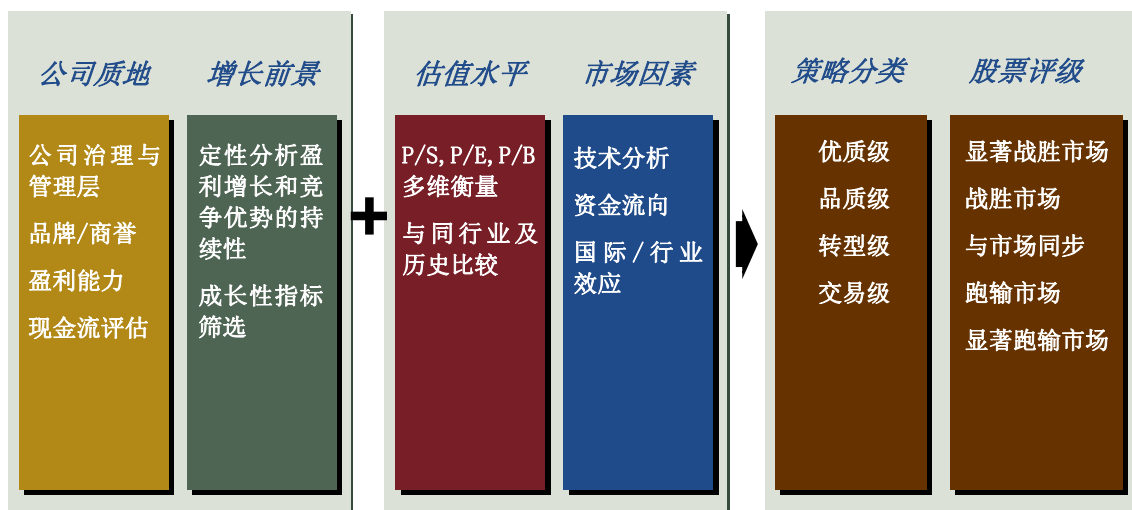 公司质地
公司治理与
管理层
品牌/商誉
盈利能力
现金流评估
增长前景
定性分析盈
利增长和竞
争优势的持
续性
成长性指标
筛选
估值水平
P/S,P/E,P/B
多维衡量
与同行业及
历史比较
市场因素
技术分析
资金流向
国际/行业
效应
策略分类
优质级
品质级
转型级
交易级
股票评级
显著战胜市场
战胜市场
与市场同步
跑输市场
显著跑输市场